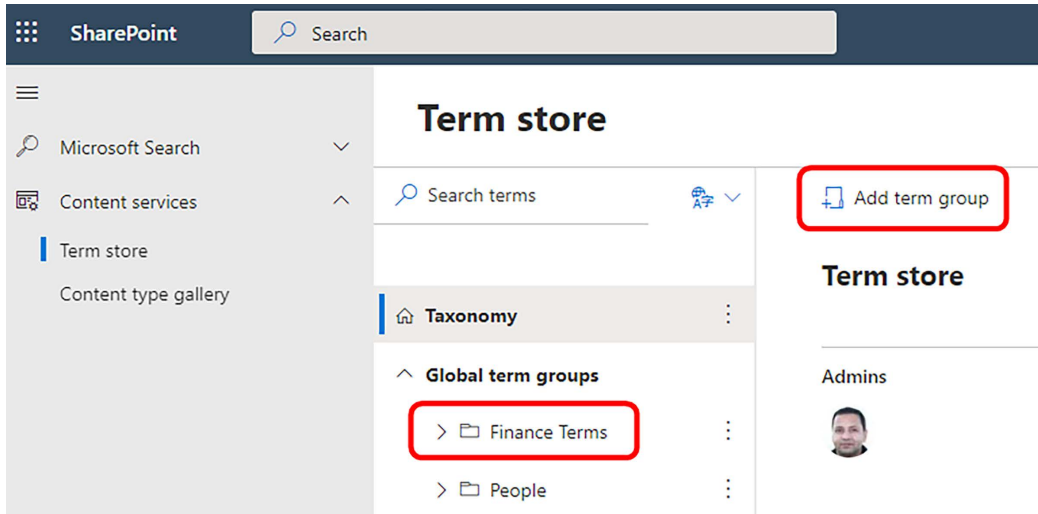 SharePoint
Search
Microsoft Search
Content services
Term store
Content type gallery
Term store
Search terms
Taxonomy
Global term groups
Finance Terms
People
Add term group
Term store
Admins